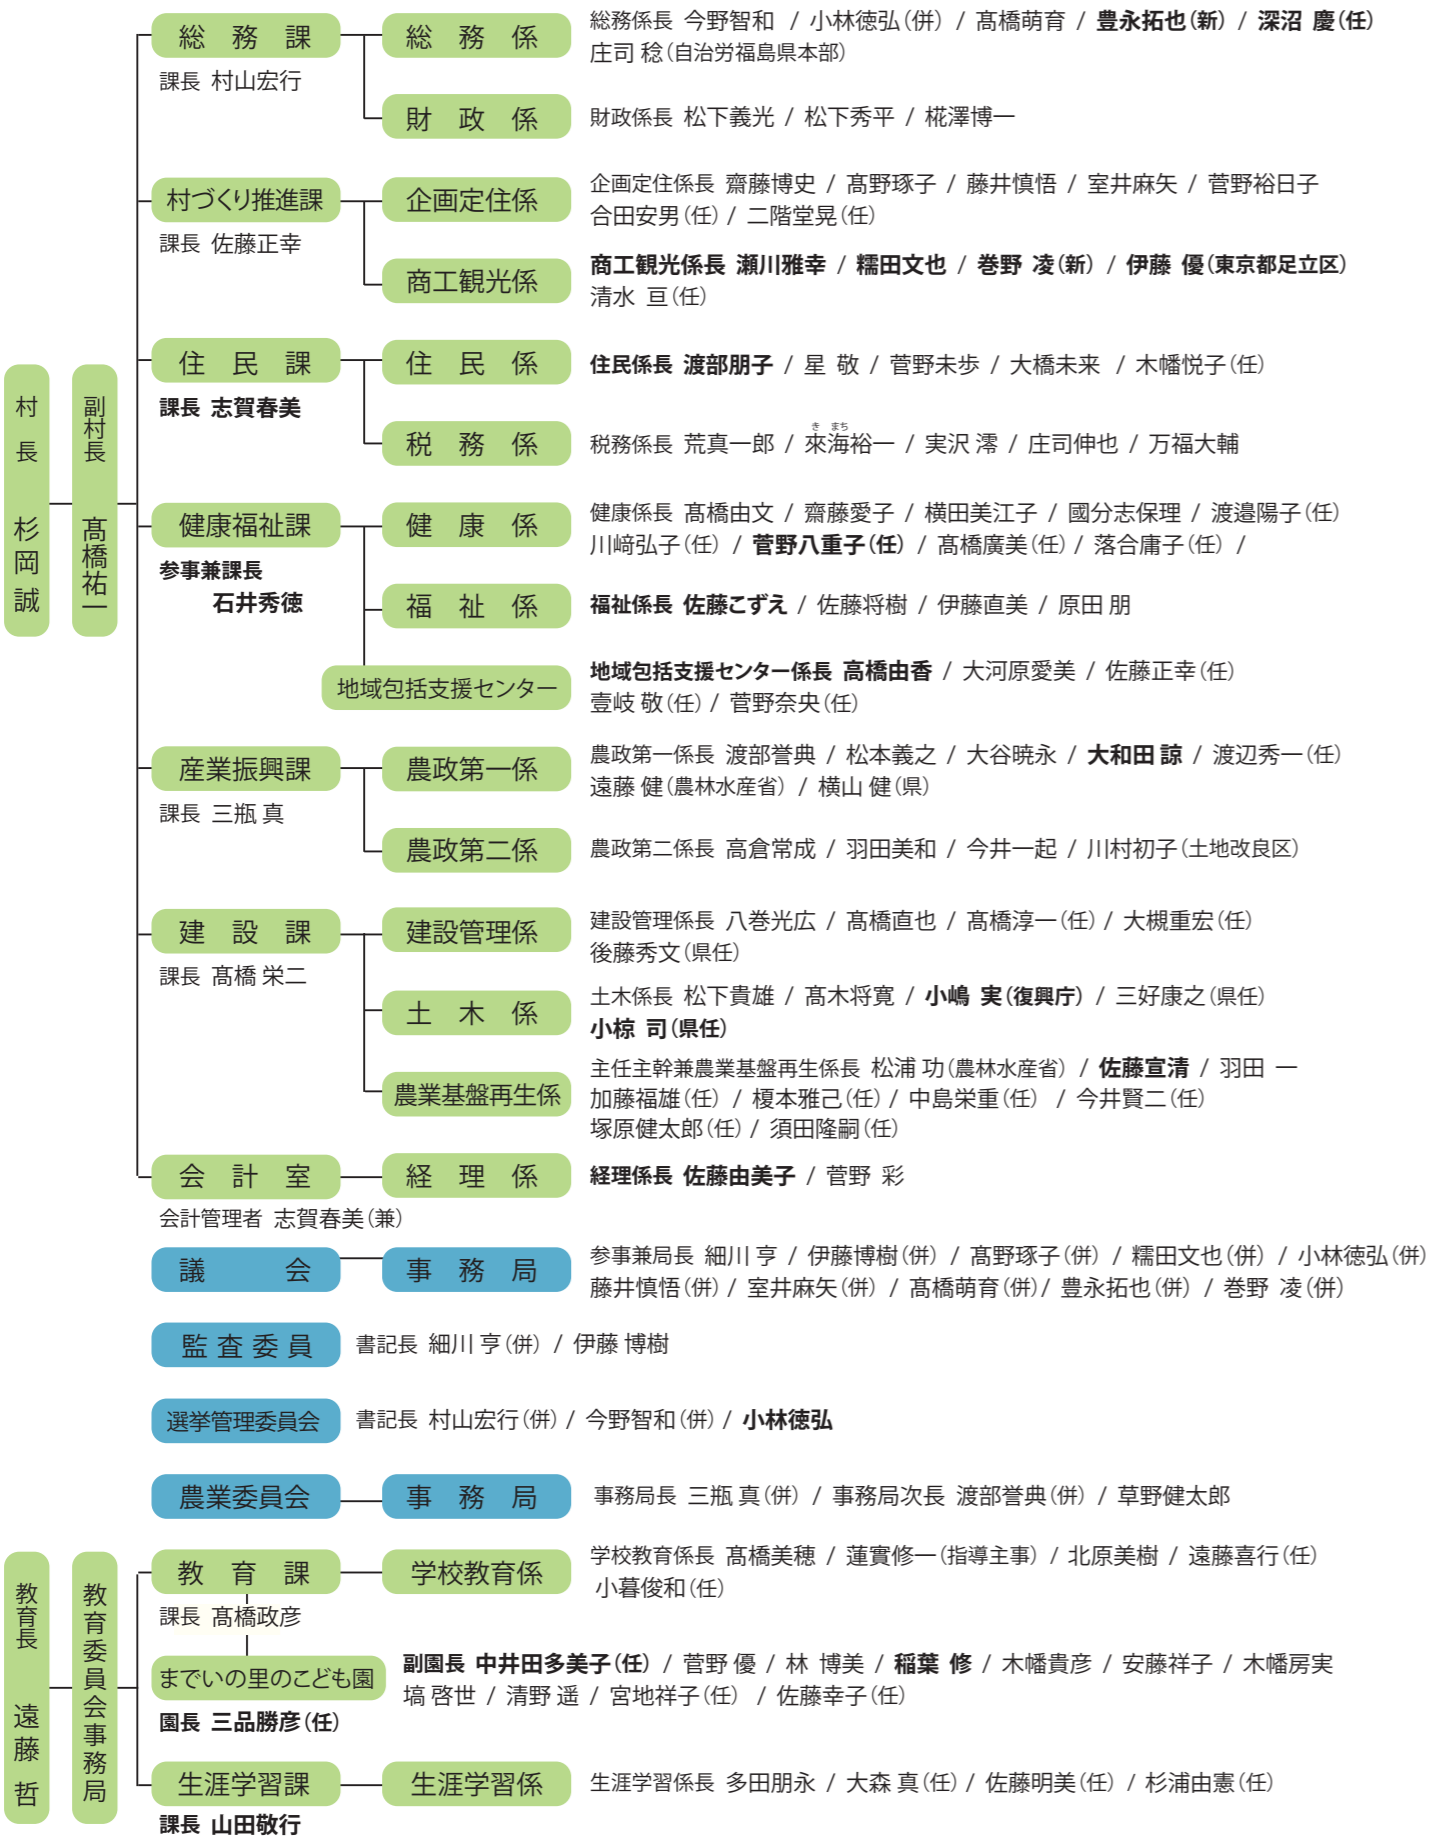 村長 杉岡 誠
副村長 髙橋祐一
総務課
課長 村山宏行
総務係
総務係長 今野智和 / 小林徳弘(併) / 髙橋萌育 / 豊永拓也(新) / 深沼 慶(任)
庄司 稔(自治労福島県本部)
財政係
財政係長 松下義光 / 松下秀平 / 椛澤博一
村づくり推進課
課長 佐藤正幸
企画定住係
企画定住係長 齋藤博史 / 髙野琢子 / 藤井慎悟 / 室井麻矢 / 菅野裕日子
合田安男(任) / 二階堂晃(任)
商工観光係
商工観光係長 瀬川雅幸 / 糯田文也 / 巻野 凌(新) / 伊藤 優(東京都足立区)
清水 亘(任)
住民課
課長 志賀春美
住民係
住民係長 渡部朋子 / 星 敬 / 菅野未歩 / 大橋未来 / 木幡悦子(任)
税務係
き まち
税務係長 荒真一郎 / 來海裕一 / 実沢 澪 / 庄司伸也 / 万福大輔
健康福祉課
参事兼課長
石井秀徳
健康係
健康係長 髙橋由文 / 齋藤愛子 / 横田美江子 / 國分志保理 / 渡邉陽子(任)
川﨑弘子(任) / 菅野八重子(任) / 髙橋廣美(任) / 落合庸子(任) /
福祉係
福祉係長 佐藤こずえ / 佐藤将樹 / 伊藤直美 / 原田 朋
地域包括支援センター
地域包括支援センター係長 高橋由香 / 大河原愛美 / 佐藤正幸(任)
壹岐 敬(任) / 菅野奈央(任)
産業振興課
課長 三瓶 真
農政第一係
農政第一係長 渡部誉典 / 松本義之 / 大谷暁永 / 大和田 諒 / 渡辺秀一(任)
遠藤 健(農林水産省) / 横山 健(県)
農政第二係
農政第二係長 高倉常成 / 羽田美和 / 今井一起 / 川村初子(土地改良区)
建設課
課長 髙橋 栄二
建設管理係
建設管理係長 八巻光広 / 髙橋直也 / 髙橋淳一(任) / 大槻重宏(任)
後藤秀文(県任)
土木係
土木係長 松下貴雄 / 髙木将寛 / 小嶋 実(復興庁) / 三好康之(県任)
小椋 司(県任)
農業基盤再生係
主任主幹兼農業基盤再生係長 松浦 功(農林水産省) / 佐藤宣清 / 羽田 一
加藤福雄(任) / 榎本雅己(任) / 中島栄重(任) / 今井賢二(任)
塚原健太郎(任) / 須田隆嗣(任)
会計室
会計管理者 志賀春美(兼)
経理係
経理係長 佐藤由美子 / 菅野 彩
議会
事務局
参事兼局長 細川 亨 / 伊藤博樹(併) / 髙野琢子(併) / 糯田文也(併) / 小林徳弘(併)
藤井慎悟(併) / 室井麻矢(併) / 髙橋萌育(併) / 豊永拓也(併) / 巻野 凌(併)
監査委員
書記長 細川 亨(併) / 伊藤 博樹
選挙管理委員会
書記長 村山宏行(併) / 今野智和(併) / 小林徳弘
農業委員会
事務局
事務局長 三瓶 真(併) / 事務局次長 渡部誉典(併) / 草野健太郎
教育長 遠藤 哲
教育委員会事務局
教育課
課長 髙橋政彦
学校教育係
学校教育係長 髙橋美穂 / 蓮實修一(指導主事) / 北原美樹 / 遠藤喜行(任)
小暮俊和(任)
までいの里のこども園
園長 三品勝彦(任)
副園長 中井田多美子(任) / 菅野 優 / 林 博美 / 稲葉 修 / 木幡貴彦 / 安藤祥子 / 木幡房実
塙 啓世 / 清野 遥 / 宮地祥子(任) / 佐藤幸子(任)
生涯学習課
課長 山田敬行
生涯学習係
生涯学習係長 多田朋永 / 大森 真(任) / 佐藤明美(任) / 杉浦由憲(任)